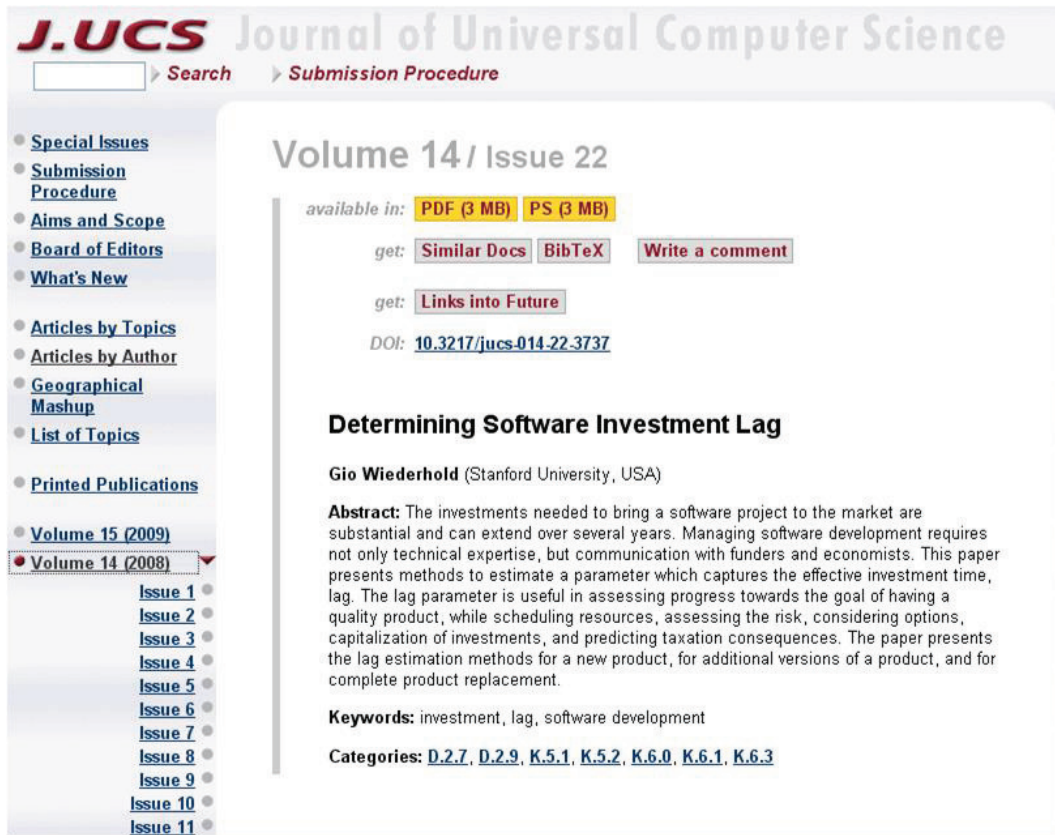 J.UCS Journal of Universal Computer Science
Search Submission Procedure
Special Issues
Submission
Procedure
Aims and Scope
Board of Editors
What's New
Articles by Topics
Articles by Author
Geographical
Mashup
List of Topics
Printed Publications
Volume 15 (2009)
Volume 14 (2008)
Issue 1
Issue 2
Issue 3
Issue 4
Issue 5
Issue 6
Issue 7
Issue 8
Issue 9
Issue 10
Issue 11
Volume 14 / Issue 22
available in: PDF (3 MB) PS (3 MB)
get: Similar Docs BibTeX Write a comment
get: Links into Future
DOI: 10.3217/jucs-014-22-3737
Determining Software Investment Lag
Gio Wiederhold (Stanford University, USA)
Abstract: The investments needed to bring a software project to the market are
substantial and can extend over several years. Managing software development requires
not only technical expertise, but communication with funders and economists. This paper
presents methods to estimate a parameter which captures the effective investment time,
lag. The lag parameter is useful in assessing progress towards the goal of having a
quality product, while scheduling resources, assessing the risk, considering options,
capitalization of investments, and predicting taxation consequences. The paper presents
the lag estimation methods for a new product, for additional versions of a product, and for
complete product replacement.
Keywords: investment, lag, software development
Categories: D.2.7, D.2.9, K.5.1, K.5.2, K.6.0, K.6.1, K.6.3